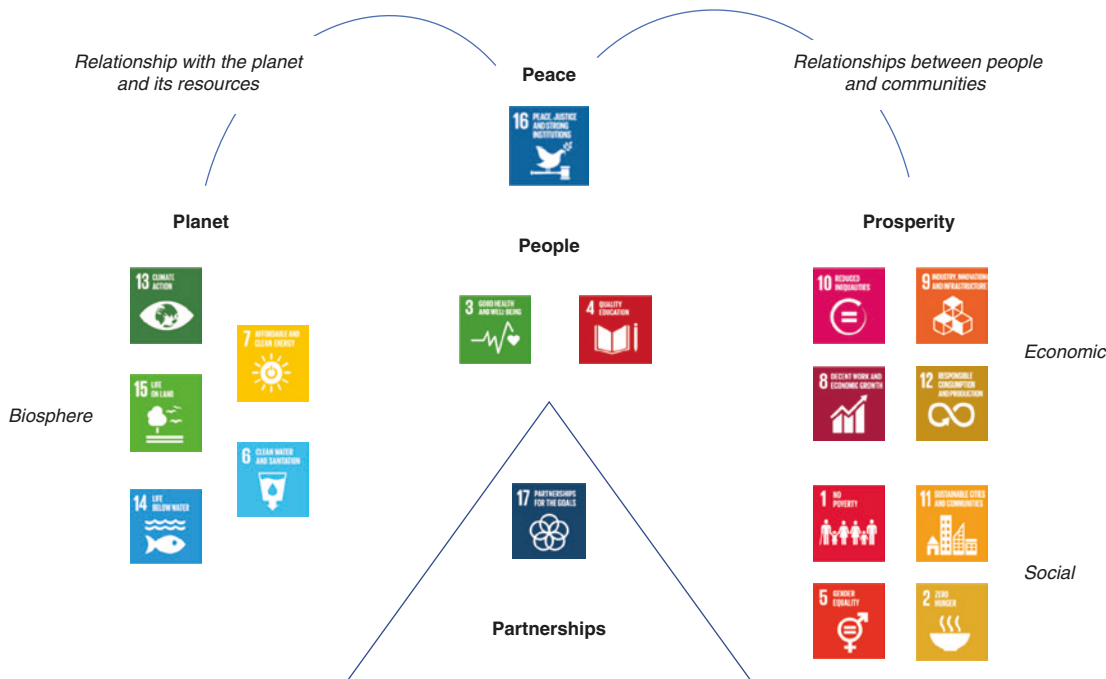 Relationship with the planet
and its resources
Peace
Relationships between people
and communities
16 PEACE, JUSTICE
AND STRONG
INSTITUTIONS
Planet
People
Prosperity
13 CLIMATE
ACTION
7 AFFORDABLE AND
CLEAN ENERGY
15 LIFE
ON LAND
Biosphere
6 CLEAN WATER
AND SANITATION
14 LIFE
BELOW WATER
3 GOOD HEALTH
AND WELL-BEING
4 QUALITY
EDUCATION
17 PARTNERSHIPS
FOR THE GOALS
Partnerships
10 REDUCED
INEQUALITIES
9 INDUSTRY, INNOVATION
AND INFRASTRUCTURE
Economic
8 DECENT WORK AND
ECONOMIC GROWTH
12 RESPONSIBLE
CONSUMPTION
AND PRODUCTION
1 NO
POVERTY
11 SUSTAINABLE CITIES
AND COMMUNITIES
Social
5 GENDER
EQUALITY
2 ZERO
HUNGER